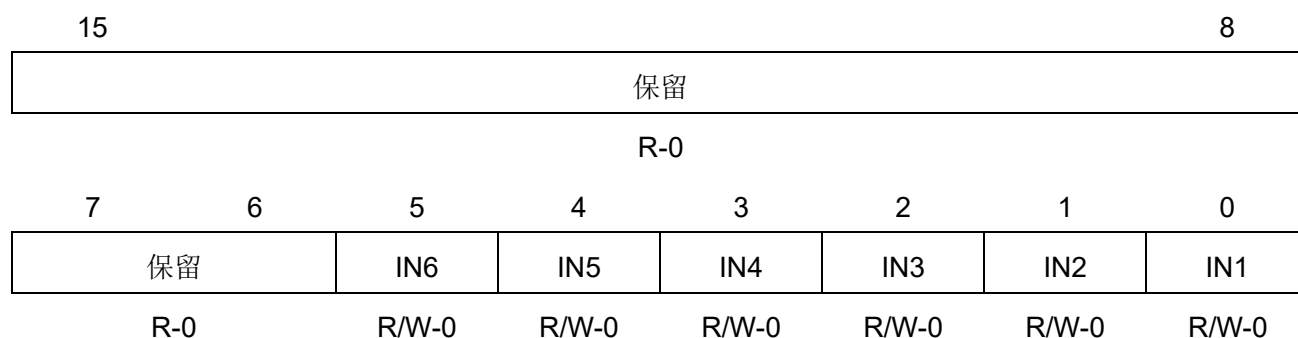 15 8
保留
R-0
7 6 5 4 3 2 1 0
保留 IN6 IN5 IN4 IN3 IN2 IN1
R-0 R/W-0 R/W-0 R/W-0 R/W-0 R/W-0 R/W-0